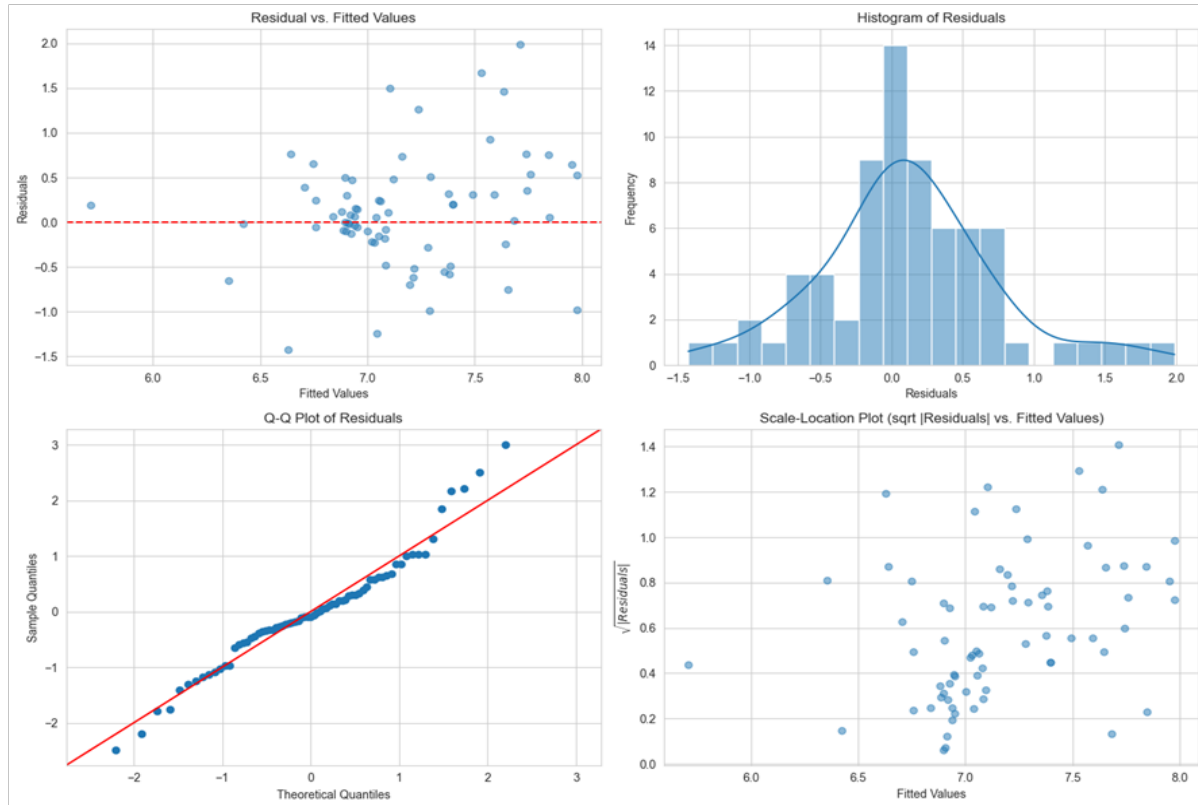 Residual vs. Fitted Values
2.0
1.5
1.0
0.5
0.0
−0.5
−1.0
−1.5
Residuals
6.0 6.5 7.0 7.5 8.0
Fitted Values
Histogram of Residuals
14
12
10
8
6
4
2
0
Frequency
−1.5 −1.0 −0.5 0.0 0.5 1.0 1.5 2.0
Residuals
Q-Q Plot of Residuals
3
2
1
0
−1
−2
Sample Quantiles
−2 −1 0 1 2 3
Theoretical Quantiles
Scale-Location Plot (sqrt |Residuals| vs. Fitted Values)
1.4
1.2
1.0
0.8
0.6
0.4
0.2
0.0
√|Residuals|
6.0 6.5 7.0 7.5 8.0
Fitted Values